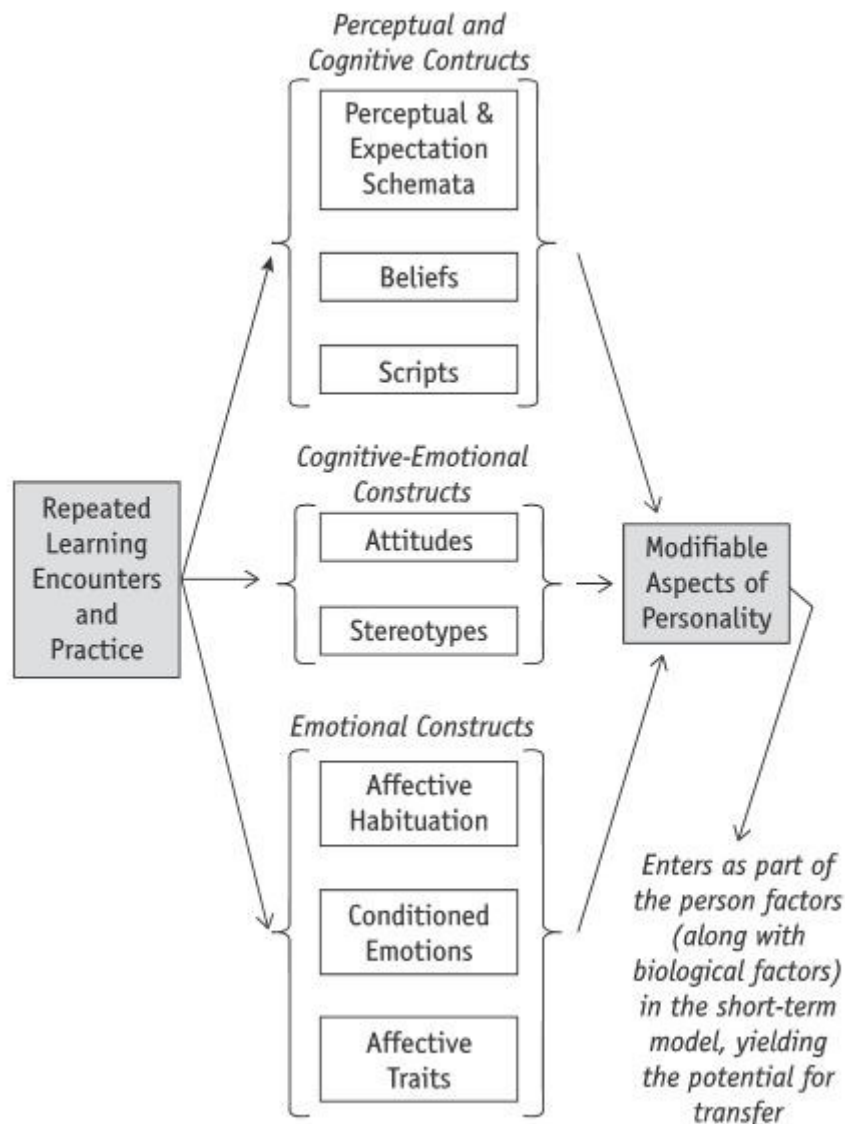 Perceptual and
Cognitive Contructs
Perceptual &
Expectation
Schemata
Beliefs
Scripts
Cognitive-Emotional
Constructs
Attitudes
Stereotypes
Repeated
Learning
Encounters
and
Practice
Modifiable
Aspects of
Personality
Emotional Constructs
Affective
Habituation
Conditioned
Emotions
Affective
Traits
Enters as part of
the person factors
(along with
biological factors)
in the short-term
model, yielding
the potential for
transfer